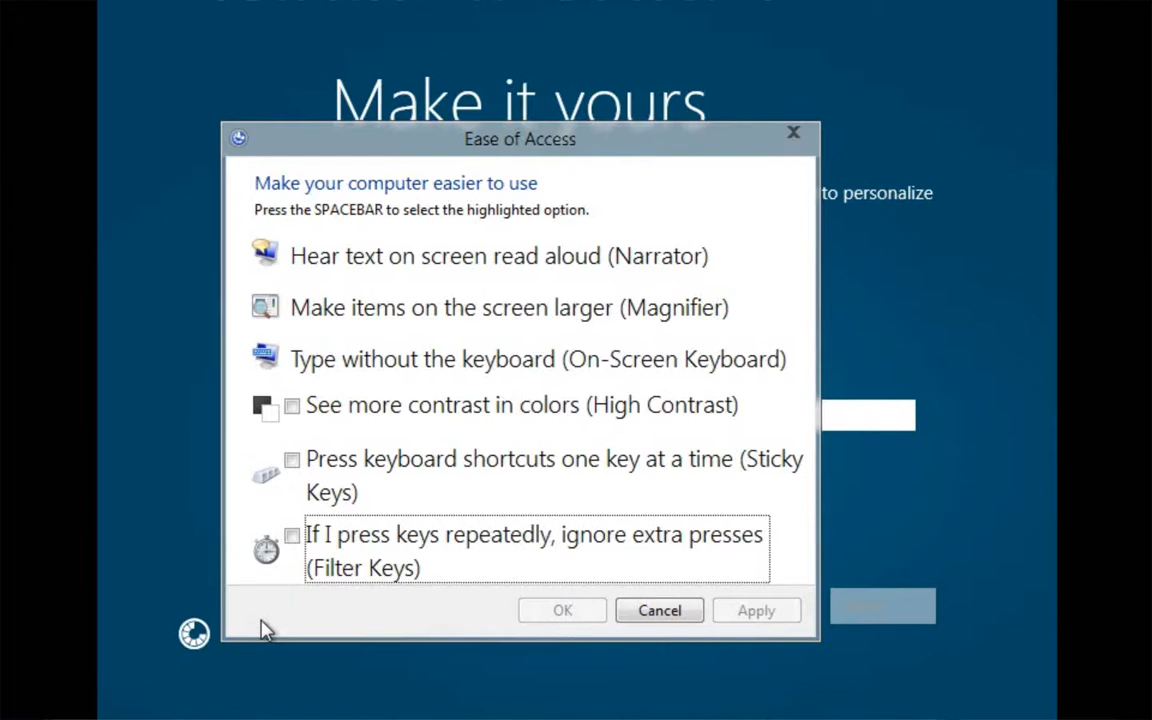 Make it yours
Ease of Access
X
Make your computer easier to use
Press the SPACEBAR to select the highlighted option.
to personalize
Hear text on screen read aloud (Narrator)
Make items on the screen larger (Magnifier)
Type without the keyboard (On-Screen Keyboard)
See more contrast in colors (High Contrast)
Press keyboard shortcuts one key at a time (Sticky
Keys)
If I press keys repeatedly, ignore extra presses
(Filter Keys)
OK
Cancel
Apply